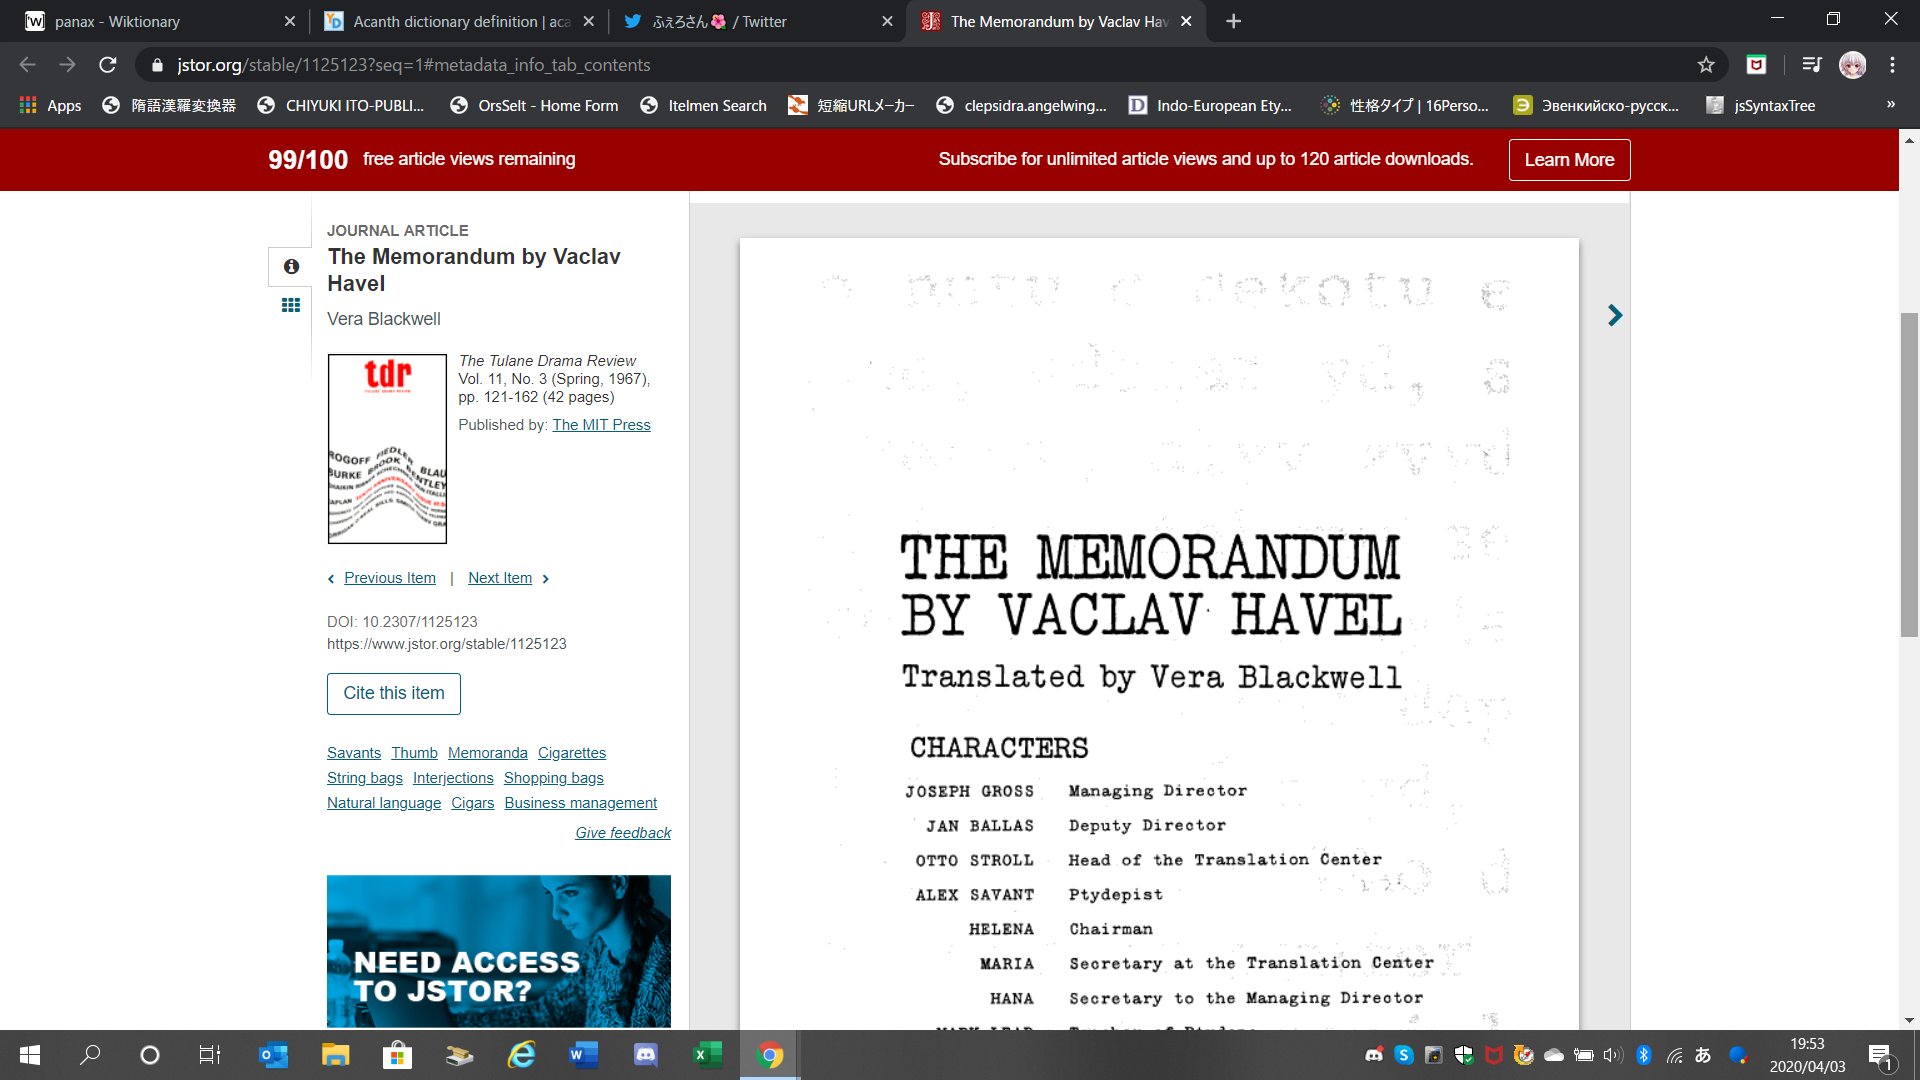 panax - Wiktionary
Acanth dictionary definition | aca
ふぇろさん🌺 / Twitter
The Memorandum by Vaclav Hav
jstor.org/stable/1125123?seq=1#metadata_info_tab_contents
Apps
隋語漢羅変換器
CHIYUKI ITO-PUBLI...
OrsSelt - Home Form
Itelmen Search
短縮URLメーカー
clepsidra.angelwing...
Indo-European Ety...
性格タイプ | 16Perso...
Эвенкийско-русск...
jsSyntaxTree
99/100 free article views remaining
Subscribe for unlimited article views and up to 120 article downloads.
Learn More
JOURNAL ARTICLE
The Memorandum by Vaclav
Havel
Vera Blackwell
tdr
The Tulane Drama Review
Vol. 11, No. 3 (Spring, 1967),
pp. 121-162 (42 pages)
Published by: The MIT Press
ROGOFF FIEDLER
BURKE BROOK BLAU
BENTLEY
Previous Item | Next Item
DOI: 10.2307/1125123
https://www.jstor.org/stable/1125123
Cite this item
Savants Thumb Memoranda Cigarettes
String bags Interjections Shopping bags
Natural language Cigars Business management
Give feedback
NEED ACCESS
TO JSTOR?
THE MEMORANDUM
BY VACLAV HAVEL
Translated by Vera Blackwell
CHARACTERS
JOSEPH GROSS Managing Director
JAN BALLAS Deputy Director
OTTO STROLL Head of the Translation Center
ALEX SAVANT Ptydepist
HELENA Chairman
MARIA Secretary at the Translation Center
HANA Secretary to the Managing Director
あ
19:53
2020/04/03
1